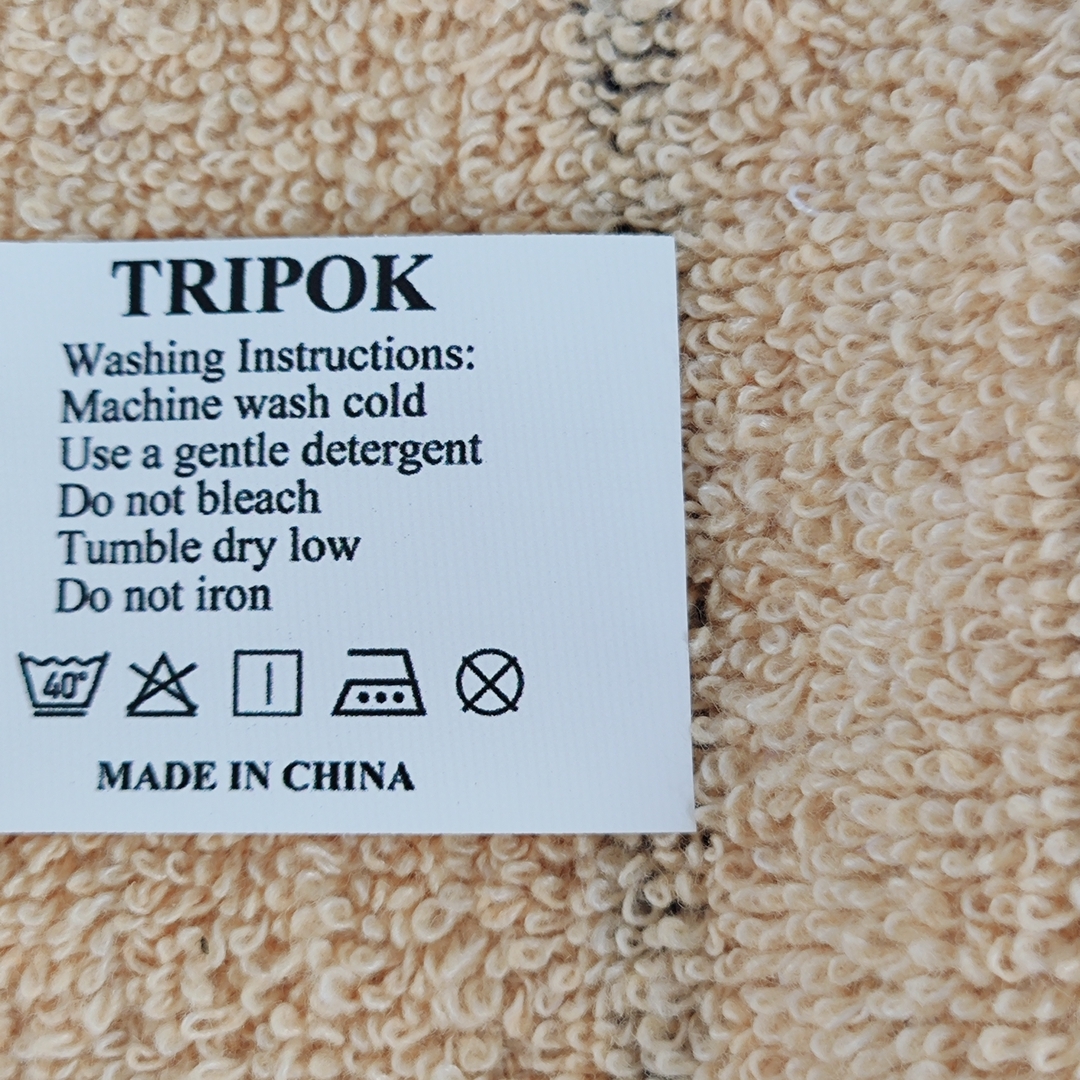 TRIPOK
Washing Instructions:
Machine wash cold
Use a gentle detergent
Do not bleach
Tumble dry low
Do not iron
40°
MADE IN CHINA